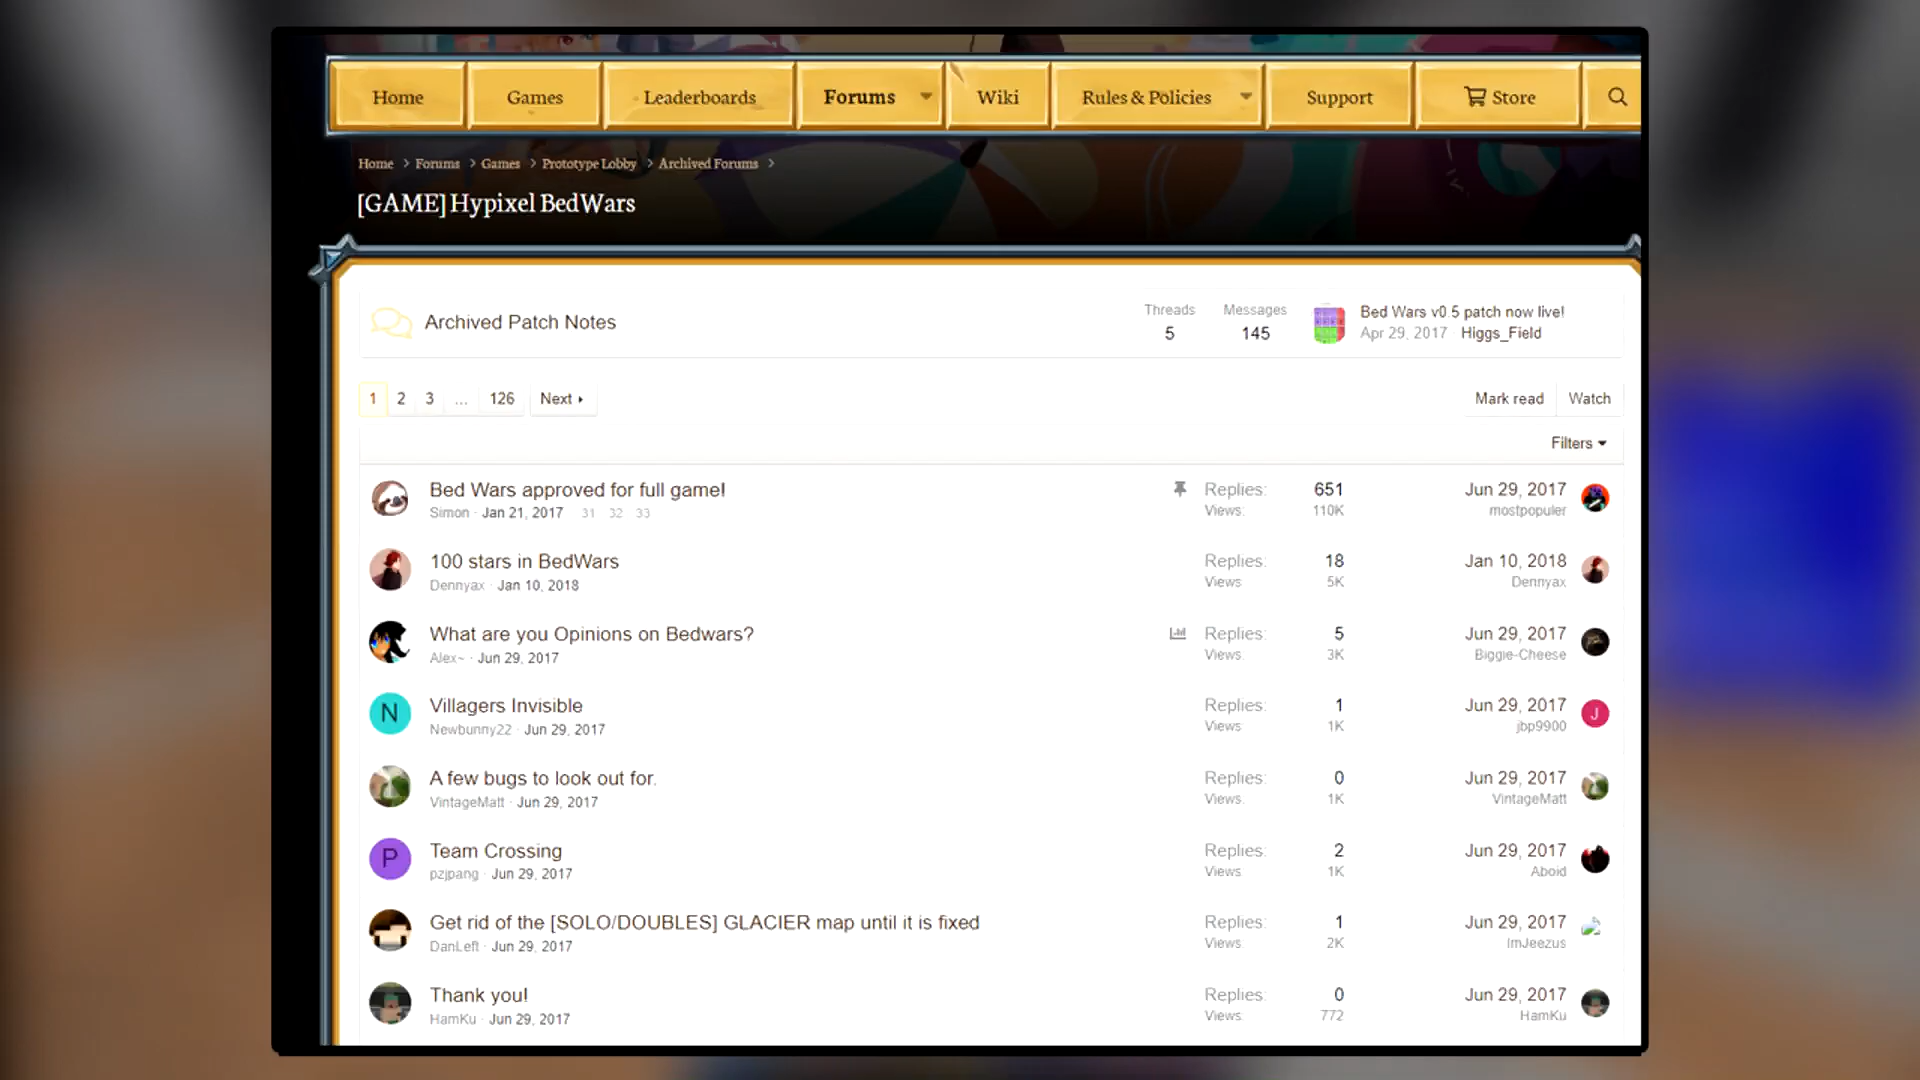 Home Games Leaderboards Forums Wiki Rules & Policies Support Store
Home > Forums > Games > Prototype Lobby > Archived Forums >
[GAME] Hypixel BedWars
Archived Patch Notes
Threads
5
Messages
145
Bed Wars v0.5 patch now live!
Apr 29, 2017 Higgs_Field
1 2 3 ... 126 Next
Mark read Watch
Filters
Bed Wars approved for full game!
Simon · Jan 21, 2017 31 32 33
Replies: 651
Views: 110K
Jun 29, 2017
mostpopuler
100 stars in BedWars
Dennyax · Jan 10, 2018
Replies: 18
Views: 5K
Jan 10, 2018
Dennyax
What are you Opinions on Bedwars?
Alex~ · Jun 29, 2017
Replies: 5
Views: 3K
Jun 29, 2017
Biggie-Cheese
N
Villagers Invisible
Newbunny22 · Jun 29, 2017
Replies: 1
Views: 1K
Jun 29, 2017
jbp9900
J
A few bugs to look out for.
VintageMatt · Jun 29, 2017
Replies: 0
Views: 1K
Jun 29, 2017
VintageMatt
P
Team Crossing
pzjpang · Jun 29, 2017
Replies: 2
Views: 1K
Jun 29, 2017
Aboid
Get rid of the [SOLO/DOUBLES] GLACIER map until it is fixed
DanLeft · Jun 29, 2017
Replies: 1
Views: 2K
Jun 29, 2017
ImJeezus
Thank you!
HamKu · Jun 29, 2017
Replies: 0
Views: 772
Jun 29, 2017
HamKu